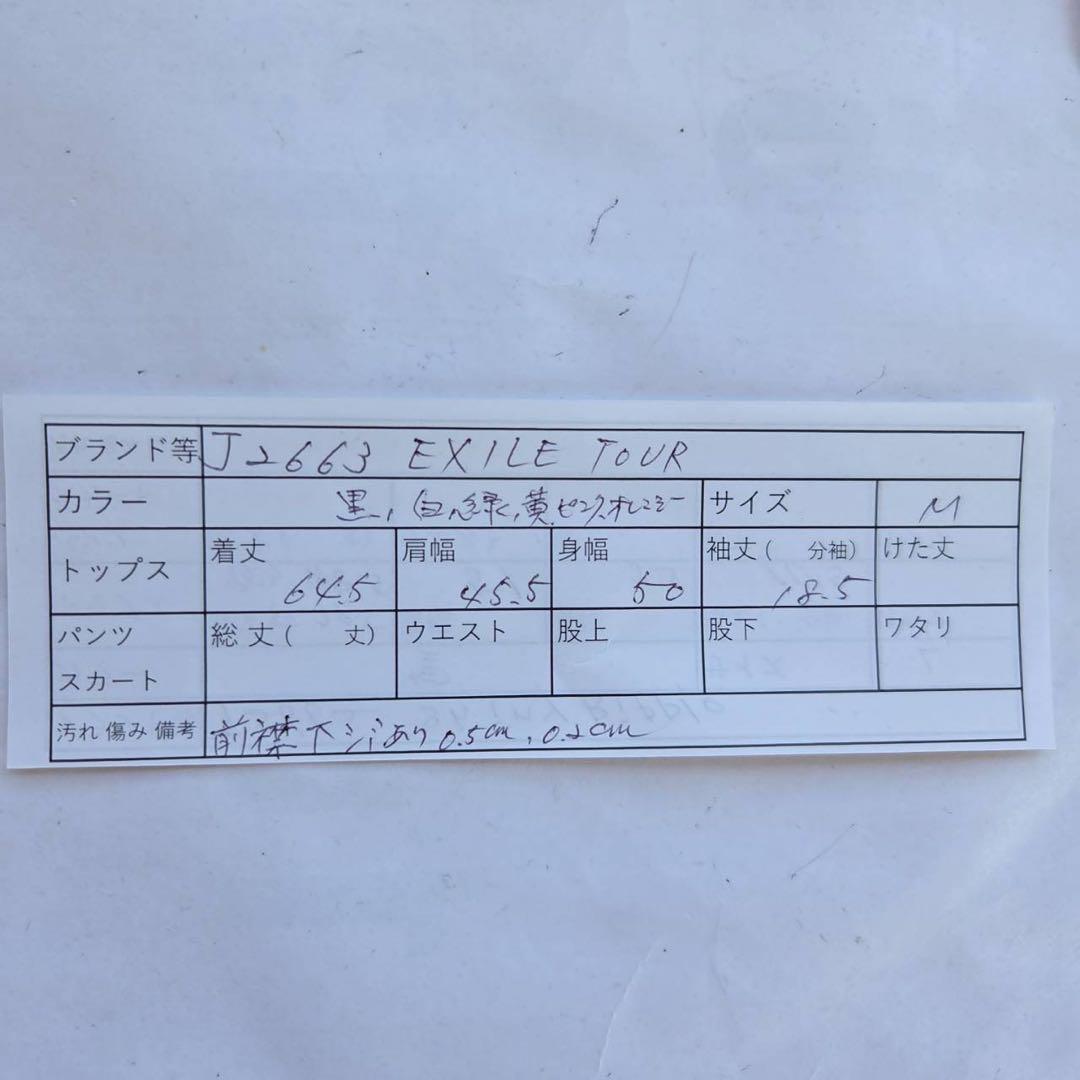 ブランド等 J2663 EXILE TOUR
カラー 黒, 白, 緑, 黄, ピンク, オレンジー サイズ M
トップス 着丈 64.5 肩幅 45.5 身幅 50 袖丈( 分袖) 18.5 けた丈
パンツ スカート 総丈( 丈) ウエスト 股上 股下 ワタリ
汚れ 傷み 備考 前襟下シミあり 0.5cm, 0.2cm